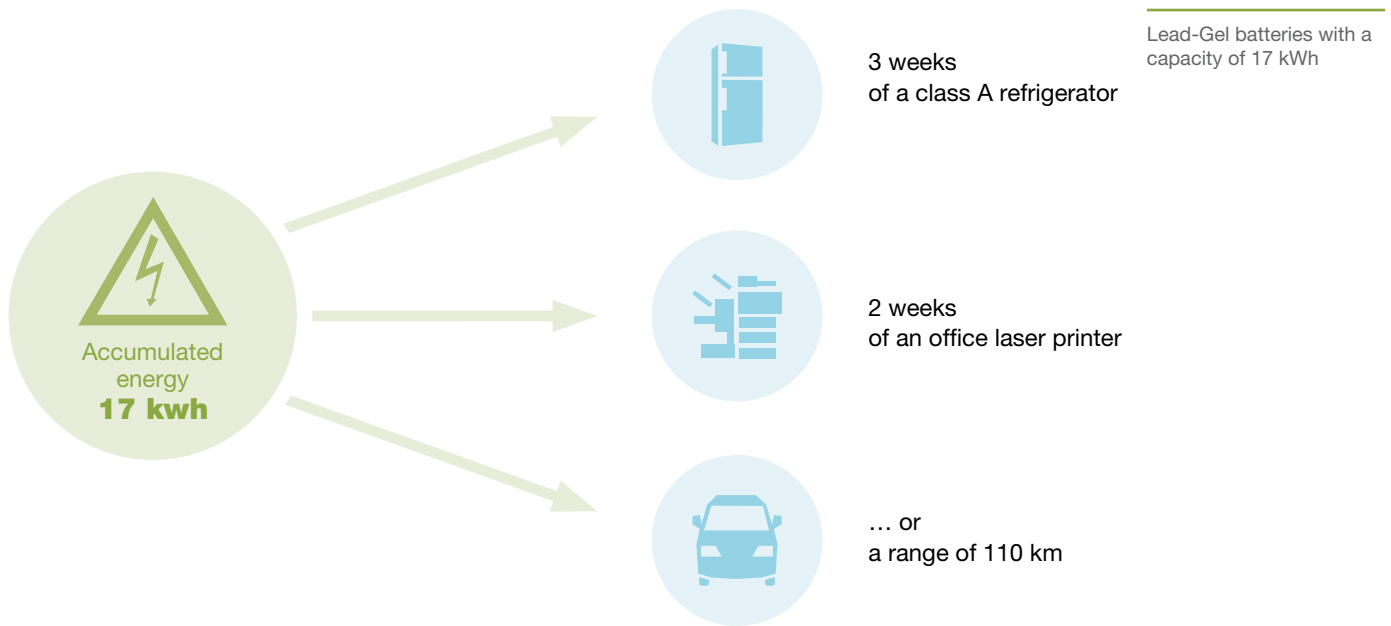 Lead-Gel batteries with a
capacity of 17 kWh
3 weeks
of a class A refrigerator
Accumulated
energy
17 kwh
2 weeks
of an office laser printer
… or
a range of 110 km